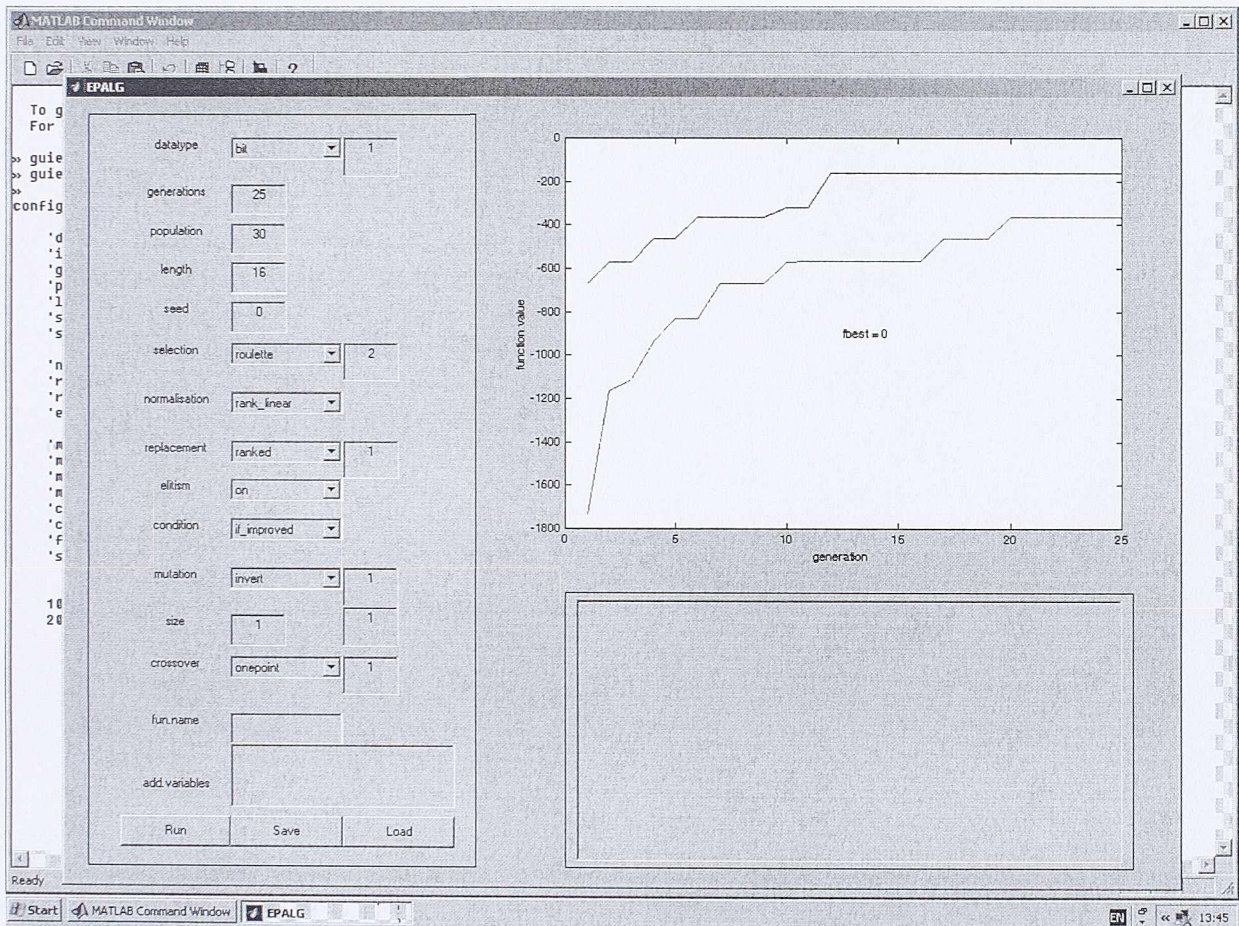 MATLAB Command Window
File Edit View Window Help
EPALG
To g
For
» guie
» guie
»
config
'd
'i
'g
'p
'l
's
's
'n
'r
'r
'e
'm
'm
'm
'm
'c
'c
'f
's
10
20
datatype bit 1
generations 25
population 30
length 16
seed 0
selection roulette 2
normalisation rank_linear
replacement ranked 1
elitism on
condition if_improved
mutation invert 1
size 1 1
crossover onepoint 1
fun.name
add.variables
Run Save Load
0
-200
-400
-600
-800
-1000
-1200
-1400
-1600
-1800
function value
fbest = 0
0 5 10 15 20 25
generation
Ready
Start MATLAB Command Window EPALG EN « 13:45